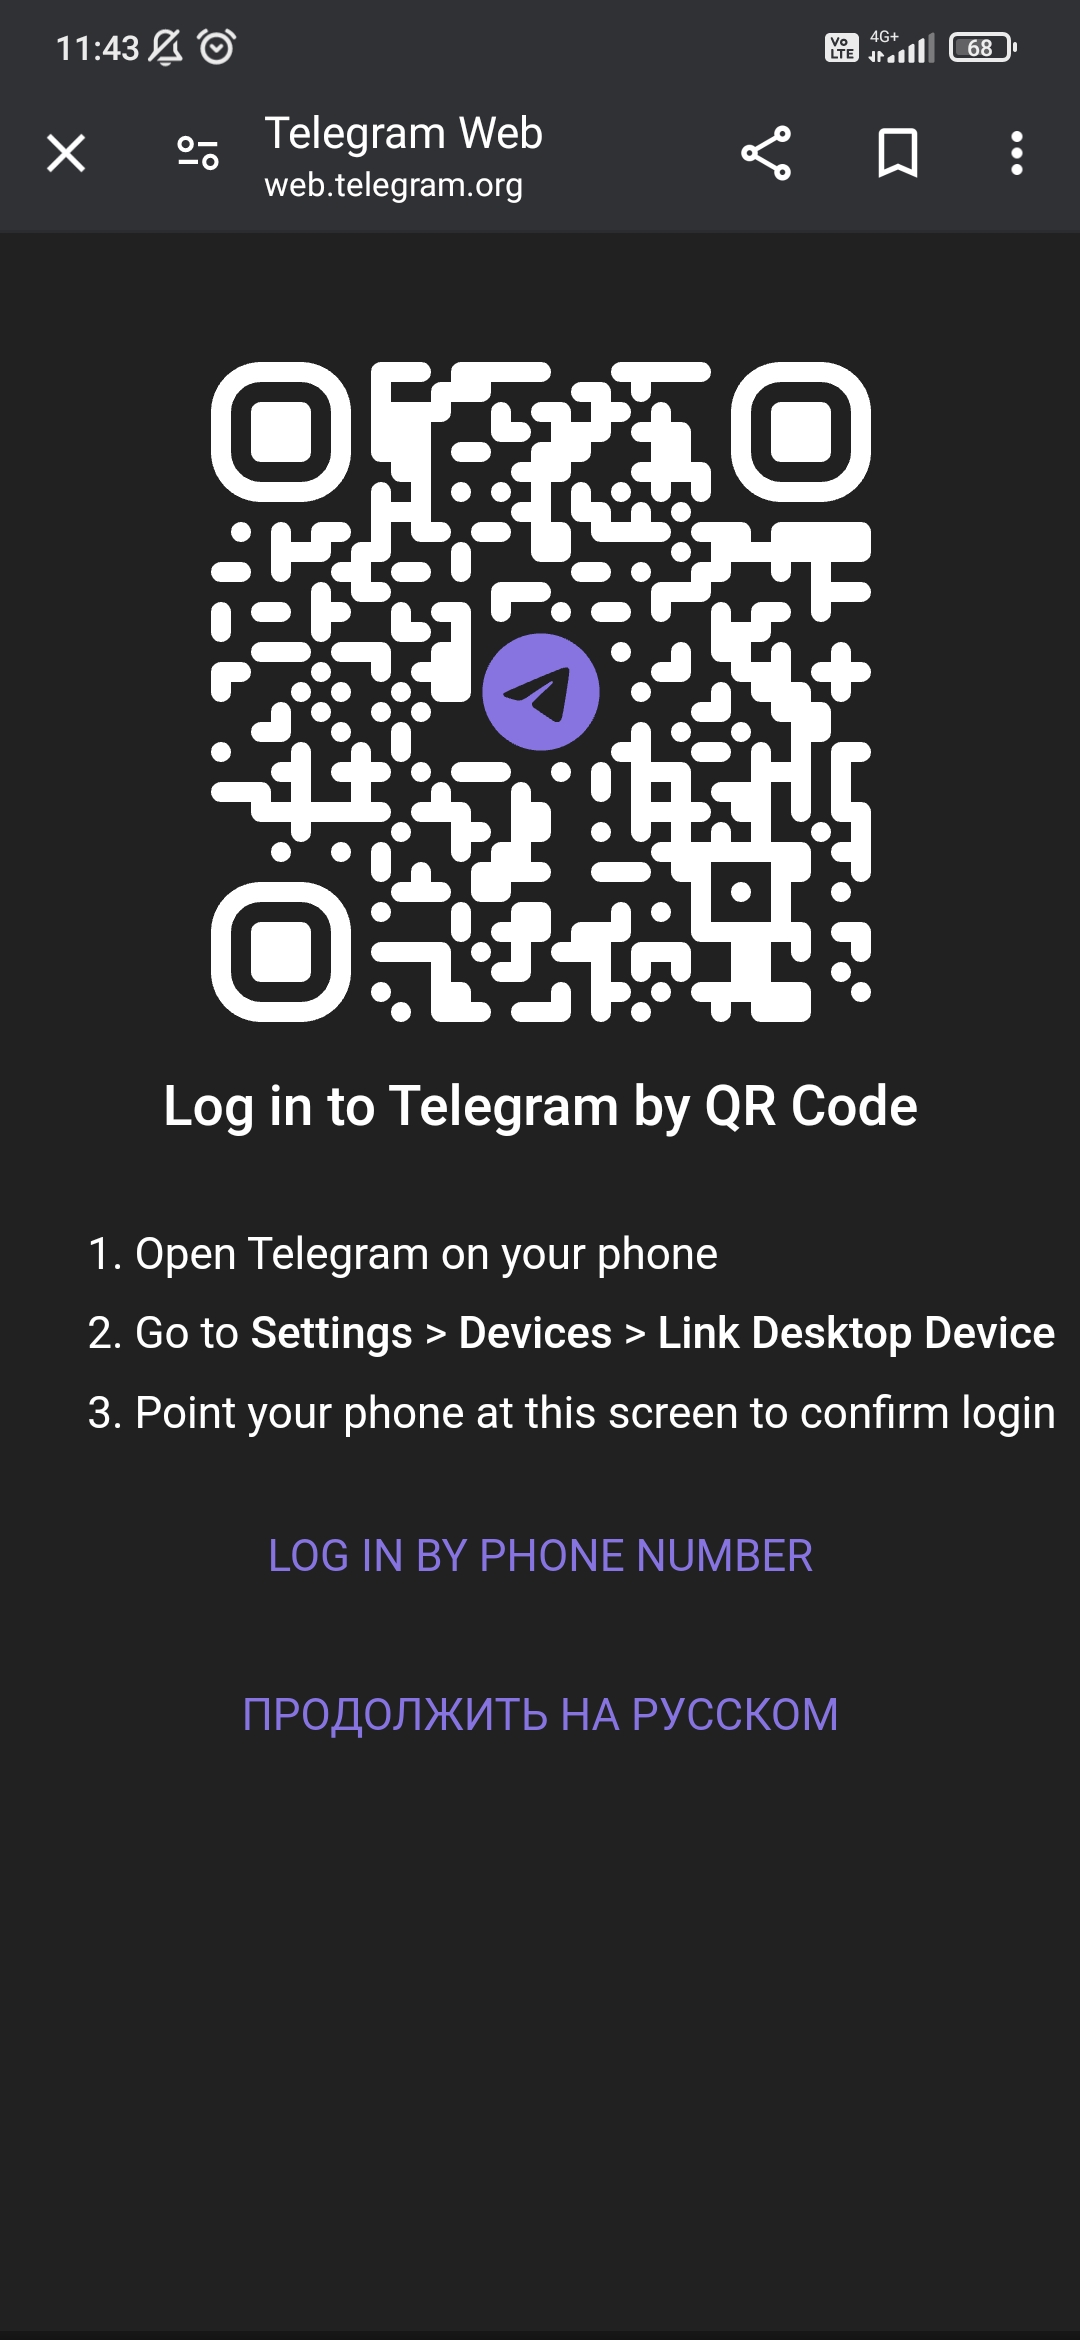 11:43
Vo LTE 4G+ 68
Telegram Web
web.telegram.org
Log in to Telegram by QR Code
1. Open Telegram on your phone
2. Go to Settings > Devices > Link Desktop Device
3. Point your phone at this screen to confirm login
LOG IN BY PHONE NUMBER
ПРОДОЛЖИТЬ НА РУССКОМ